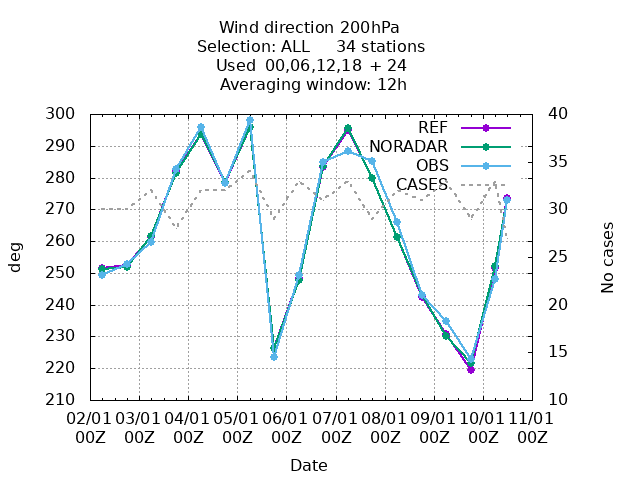 Wind direction 200hPa
Selection: ALL 34 stations
Used 00,06,12,18 + 24
Averaging window: 12h
300 40
REF
290 NORADAR
OBS 35
280 CASES
270 30
260
deg 250 25 No cases
240 20
230
220 15
210 10
02/01 03/01 04/01 05/01 06/01 07/01 08/01 09/01 10/01 11/01
00Z 00Z 00Z 00Z 00Z 00Z 00Z 00Z 00Z 00Z
Date